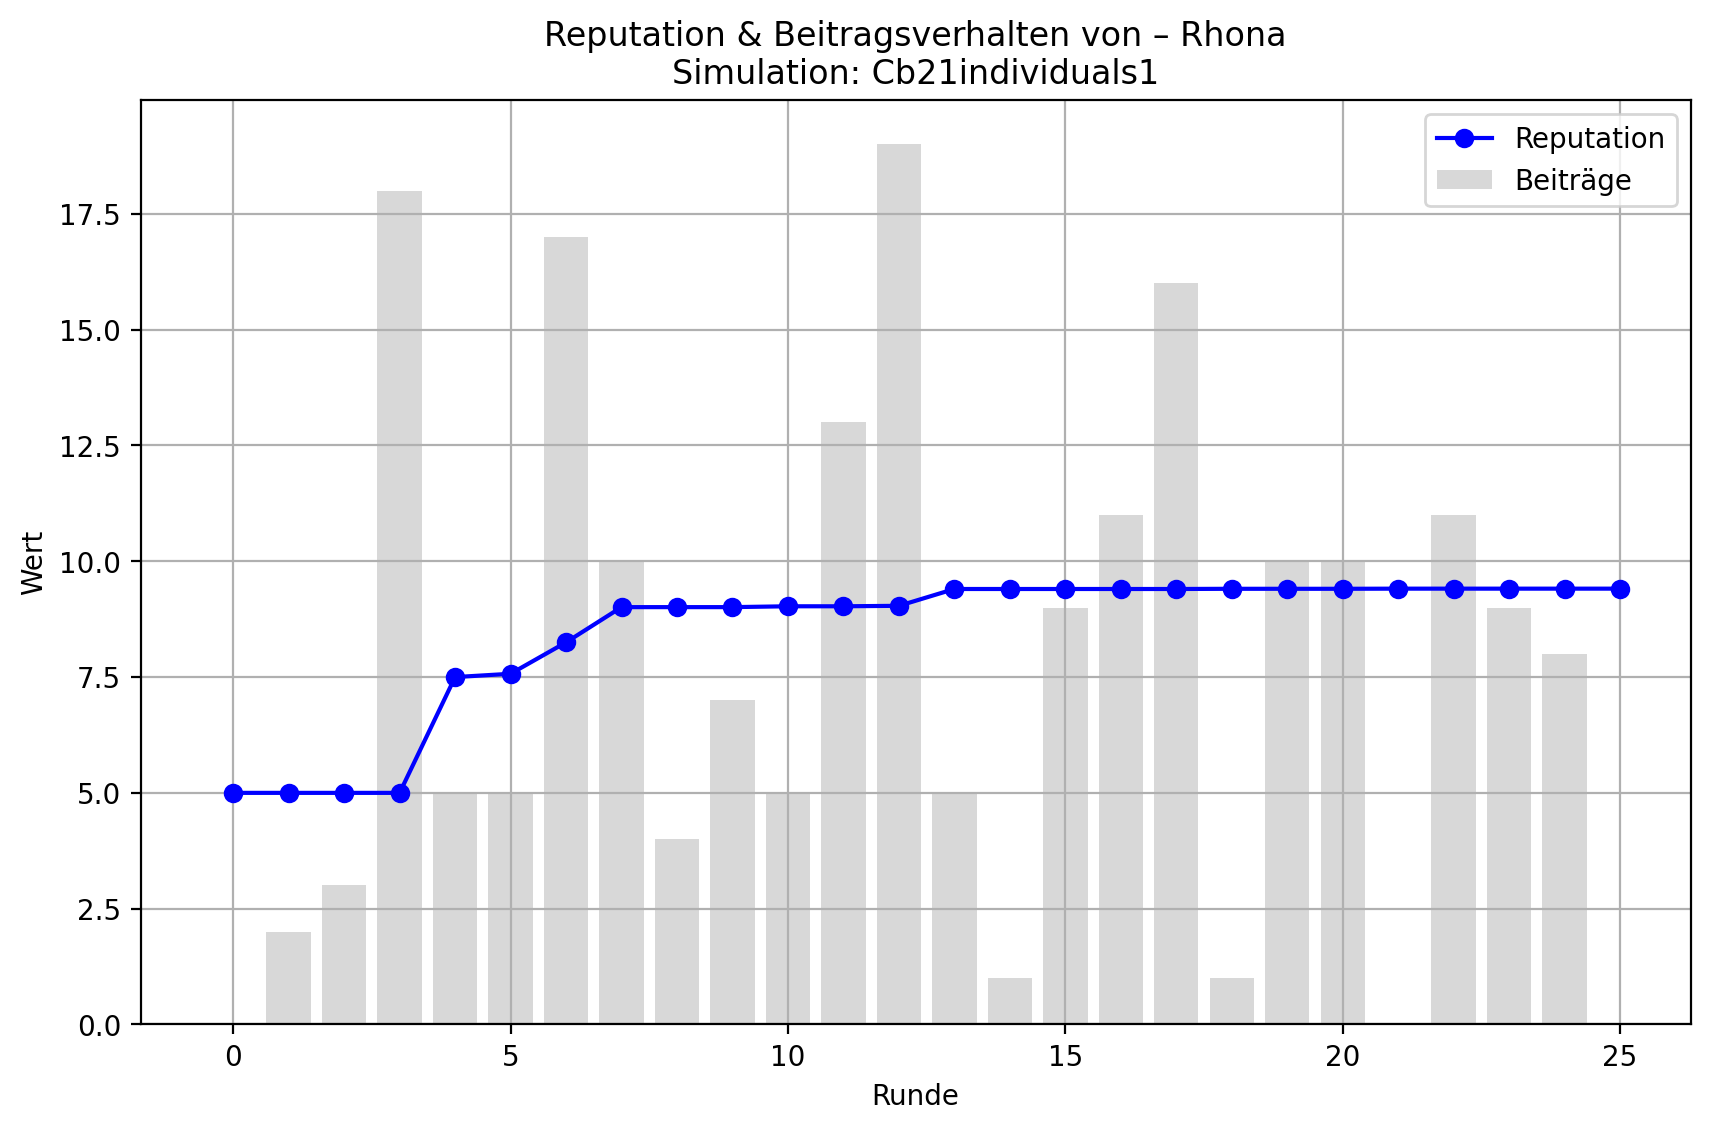 Reputation & Beitragsverhalten von – Rhona
Simulation: Cb21individuals1
Reputation
Beiträge
17.5
15.0
12.5
10.0
7.5
5.0
2.5
0.0
Wert
0 5 10 15 20 25
Runde